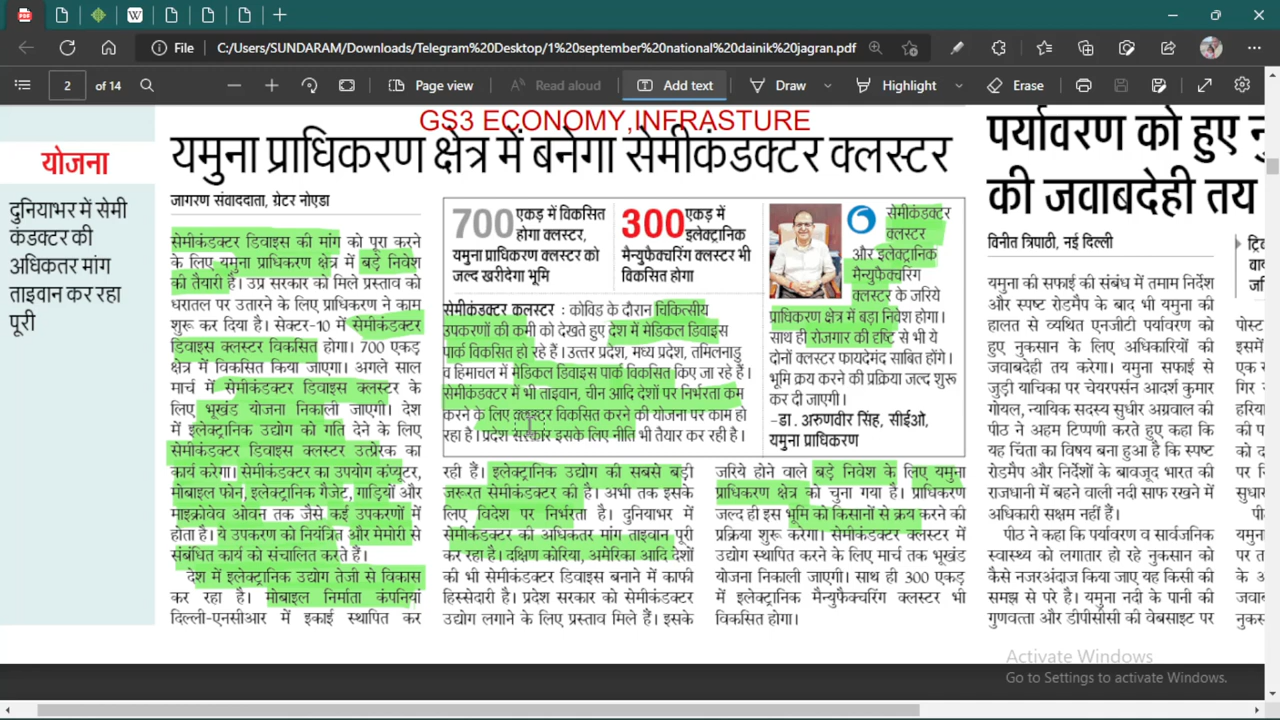 File
C:/Users/SUNDARAM/Downloads/Telegram%20Desktop/1%20september%20national%20dainik%20jagran.pdf
2 of 14
Page view
Read aloud
Add text
Draw
Highlight
Erase
GS3 ECONOMY,INFRASTURE
योजना
दुनियाभर में सेमी
कंडक्टर की
अधिकतर मांग
ताइवान कर रहा
पूरी
यमुना प्राधिकरण क्षेत्र में बनेगा सेमीकंडक्टर क्लस्टर
जागरण संवाददाता, ग्रेटर नोएडा
सेमीकंडक्टर डिवाइस की मांग को पूरा करने
के लिए यमुना प्राधिकरण क्षेत्र में बड़े निवेश
की तैयारी है। उप्र सरकार को मिले प्रस्ताव को
धरातल पर उतारने के लिए प्राधिकरण ने काम
शुरू कर दिया है। सेक्टर-10 में सेमीकंडक्टर
डिवाइस क्लस्टर विकसित होगा। 700 एकड़
क्षेत्र में विकसित किया जाएगा। अगले साल
मार्च में सेमीकंडक्टर डिवाइस क्लस्टर के
लिए भूखंड योजना निकाली जाएगी। देश
में इलेक्ट्रानिक उद्योग को गति देने के लिए
सेमीकंडक्टर डिवाइस क्लस्टर उत्प्रेरक का
कार्य करेगा। सेमीकंडक्टर का उपयोग कंप्यूटर,
मोबाइल फोन, इलेक्ट्रानिक गैजेट, गाड़ियों और
माइक्रोवेव ओवन तक जैसे कई उपकरणों में
होता है। ये उपकरण को नियंत्रित और मेमोरी से
संबंधित कार्य को संचालित करते हैं।
देश में इलेक्ट्रानिक उद्योग तेजी से विकास
कर रहा है। मोबाइल निर्माता कंपनियां
दिल्ली-एनसीआर में इकाई स्थापित कर
700 एकड़ में विकसित
होगा क्लस्टर,
यमुना प्राधिकरण क्लस्टर को
जल्द खरीदेगा भूमि
300 एकड़ में
इलेक्ट्रानिक
मैन्युफैक्चरिंग क्लस्टर भी
विकसित होगा
सेमीकंडक्टर कलस्टर : कोविड के दौरान चिकित्सीय
उपकरणों की कमी को देखते हुए देश में मेडिकल डिवाइस
पार्क विकसित हो रहे हैं। उत्तर प्रदेश, मध्य प्रदेश, तमिलनाडु
व हिमाचल में मेडिकल डिवाइस पार्क विकसित किए जा रहे हैं।
सेमीकंडक्टर में भी ताइवान, चीन आदि देशों पर निर्भरता कम
करने के लिए क्लस्टर विकसित करने की योजना पर काम हो
रहा है। प्रदेश सरकार इसके लिए नीति भी तैयार कर रही है।
सेमीकंडक्टर
क्लस्टर
और इलेक्ट्रानिक
मैन्युफैक्चरिंग
क्लस्टर के जरिये
प्राधिकरण क्षेत्र में बड़ा निवेश होगा।
साथ ही रोजगार की दृष्टि से भी ये
दोनों क्लस्टर फायदेमंद साबित होंगे।
भूमि क्रय करने की प्रक्रिया जल्द शुरू
कर दी जाएगी।
-डा. अरुणवीर सिंह, सीईओ,
यमुना प्राधिकरण
रही हैं। इलेक्ट्रानिक उद्योग की सबसे बड़ी
जरूरत सेमीकंडक्टर की है। अभी तक इसके
लिए विदेश पर निर्भरता है। दुनियाभर में
सेमीकंडक्टर की अधिकतर मांग ताइवान पूरी
कर रहा है। दक्षिण कोरिया, अमेरिका आदि देशों
की भी सेमीकंडक्टर डिवाइस बनाने में काफी
हिस्सेदारी है। प्रदेश सरकार को सेमीकंडक्टर
उद्योग लगाने के लिए प्रस्ताव मिले हैं। इसके
जरिये होने वाले बड़े निवेश के लिए यमुना
प्राधिकरण क्षेत्र को चुना गया है। प्राधिकरण
जल्द ही इस भूमि को किसानों से क्रय करने की
प्रक्रिया शुरू करेगा। सेमीकंडक्टर क्लस्टर में
उद्योग स्थापित करने के लिए मार्च तक भूखंड
योजना निकाली जाएगी। साथ ही 300 एकड़
में इलेक्ट्रानिक मैन्युफैक्चरिंग क्लस्टर भी
विकसित होगा।
पर्यावरण को हुए
की जवाबदेही तय
विनीत त्रिपाठी, नई दिल्ली
यमुना की सफाई की संबंध में तमाम निर्देश
और स्पष्ट रोडमैप के बाद भी यमुना की
हालत से व्यथित एनजीटी पर्यावरण को
हुए नुकसान के लिए अधिकारियों की
जवाबदेही तय करेगा। यमुना सफाई से
जुड़ी याचिका पर चेयरपर्सन आदर्श कुमार
गोयल, न्यायिक सदस्य सुधीर अग्रवाल की
पीठ ने अहम टिप्पणी करते हुए कहा कि
यह चिंता का विषय बना हुआ है कि स्पष्ट
रोडमैप और निर्देशों के बावजूद भारत की
राजधानी में बहने वाली नदी साफ रखने में
अधिकारी सक्षम नहीं हैं।
पीठ ने कहा कि पर्यावरण व सार्वजनिक
स्वास्थ्य को लगातार हो रहे नुकसान को
कैसे नजरअंदाज किया जाए यह किसी की
समझ से परे है। यमुना नदी के पानी की
गुणवत्ता और डीपीसीसी की वेबसाइट पर
Activate Windows
Go to Settings to activate Windows.